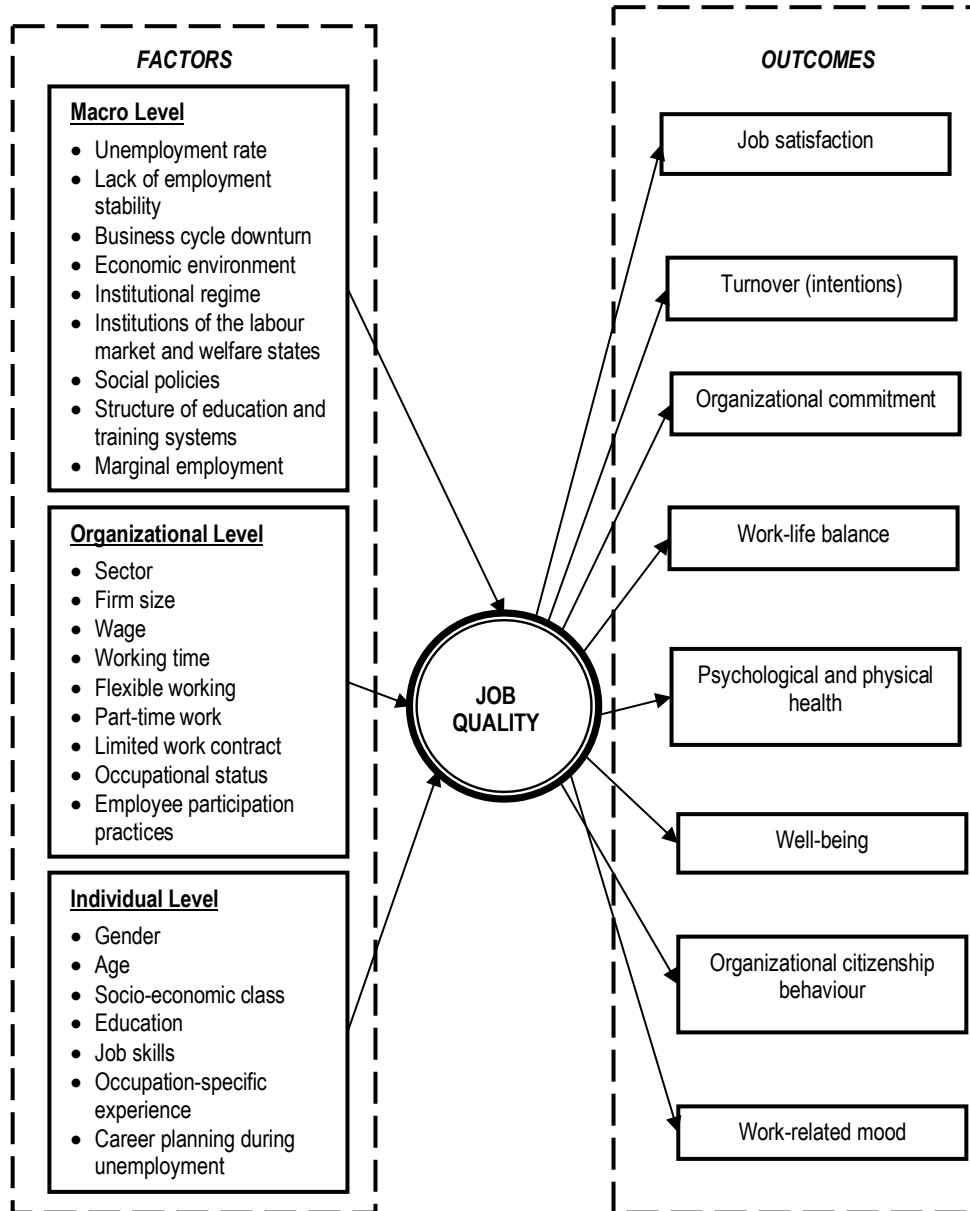 FACTORS
Macro Level
• Unemployment rate
• Lack of employment
stability
• Business cycle downturn
• Economic environment
• Institutional regime
• Institutions of the labour
market and welfare states
• Social policies
• Structure of education and
training systems
• Marginal employment
Organizational Level
• Sector
• Firm size
• Wage
• Working time
• Flexible working
• Part-time work
• Limited work contract
• Occupational status
• Employee participation
practices
Individual Level
• Gender
• Age
• Socio-economic class
• Education
• Job skills
• Occupation-specific
experience
• Career planning during
unemployment
JOB
QUALITY
OUTCOMES
Job satisfaction
Turnover (intentions)
Organizational commitment
Work-life balance
Psychological and physical
health
Well-being
Organizational citizenship
behaviour
Work-related mood